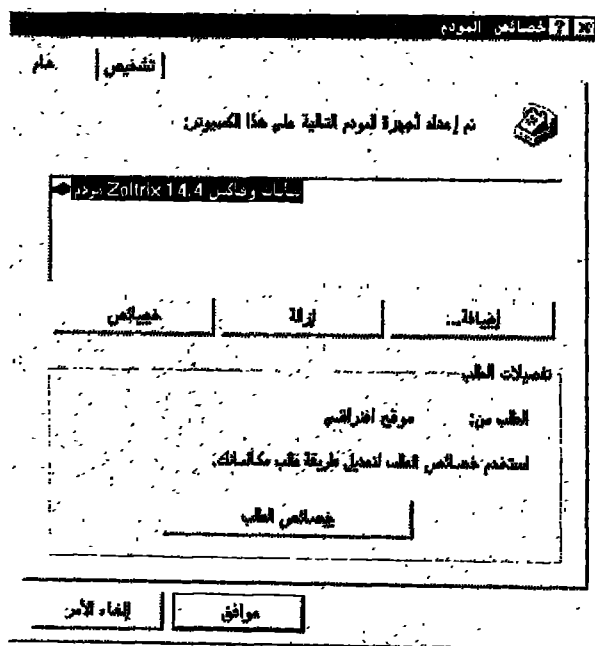 خصائص المودم
عام تشخيص
تم إعداد أجهزة المودم التالية على هذا الكمبيوتر:
مودم Zoltrix 14.4 بيانات وفاكس
إضافة... إزالة خصائص
تفصيلات الطلب
الطلب من: موقع افتراضي
استخدم خصائص الطلب لتعديل طريقة طلب مكالماتك.
خصائص الطلب
موافق إلغاء الأمر